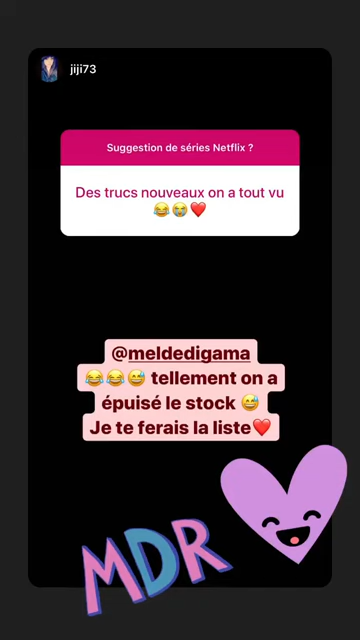 jiji73
Suggestion de séries Netflix ?
Des trucs nouveaux on a tout vu
😂😭❤️
@meldedigama
😂😂😅 tellement on a
épuisé le stock 😅
Je te ferais la liste❤️
MDR